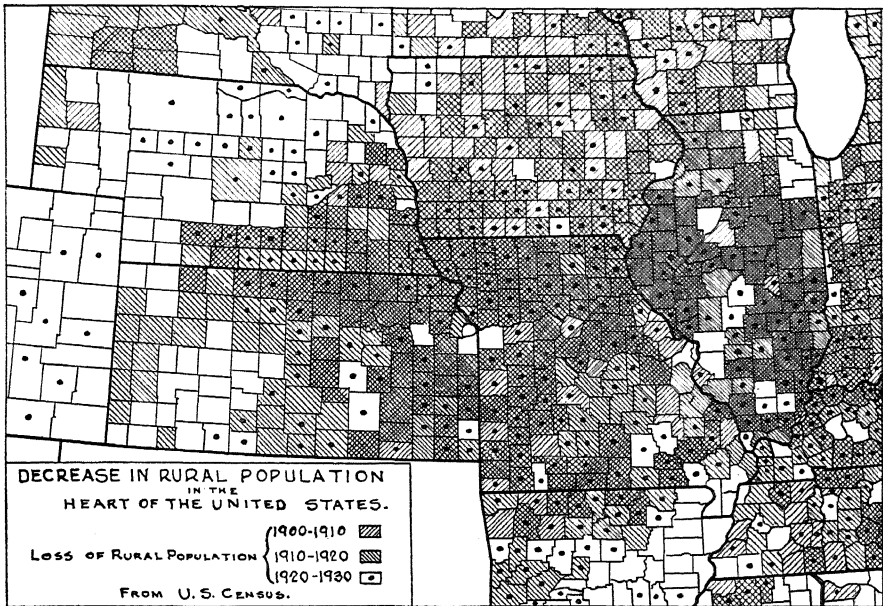 DECREASE IN RURAL POPULATION
IN THE
HEART OF THE UNITED STATES.
LOSS OF RURAL POPULATION
1900-1910
1910-1920
1920-1930
FROM U.S. CENSUS.